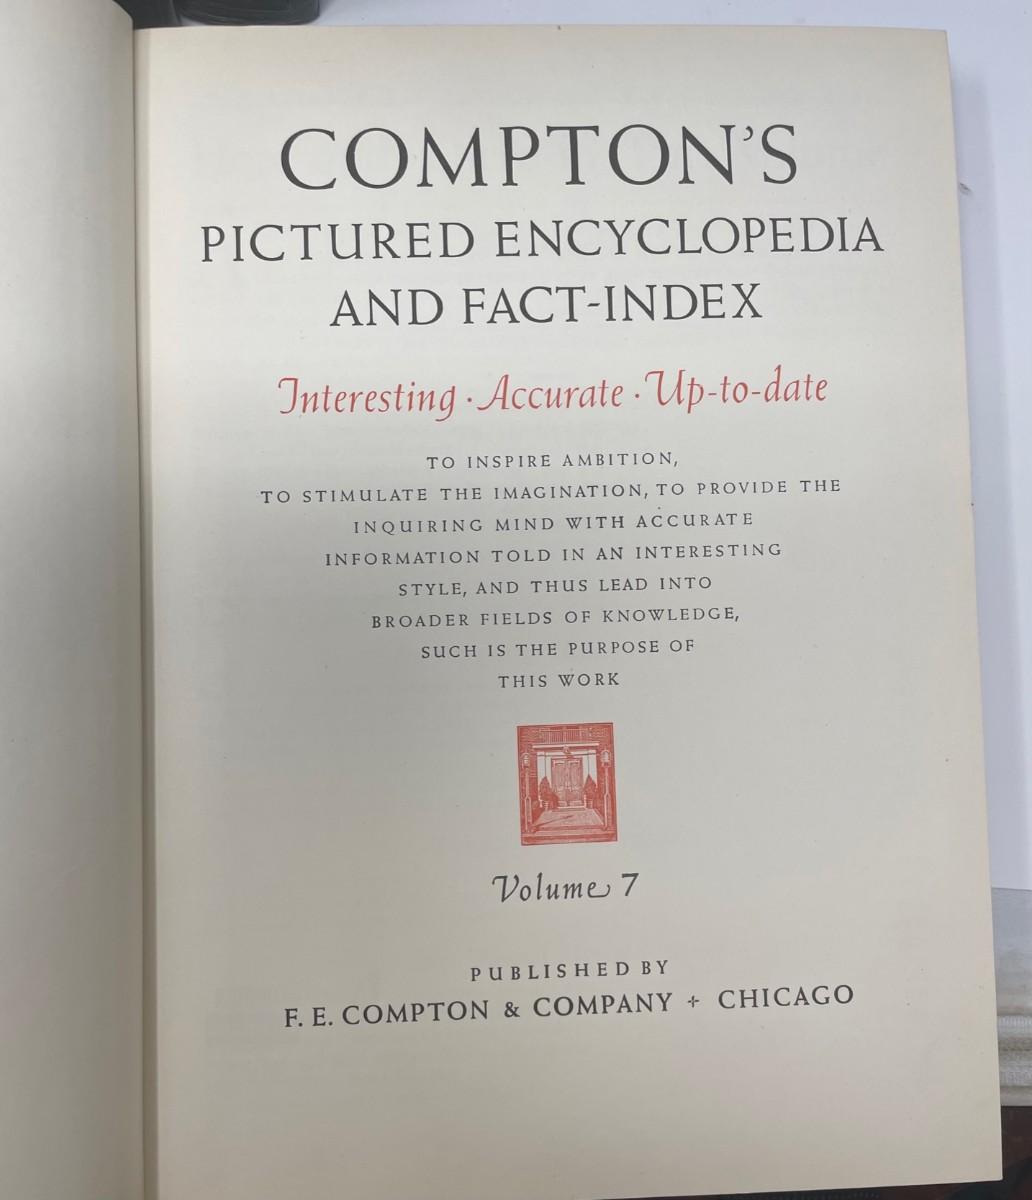 COMPTON'S
PICTURED ENCYCLOPEDIA
AND FACT-INDEX
Interesting · Accurate · Up-to-date
TO INSPIRE AMBITION,
TO STIMULATE THE IMAGINATION, TO PROVIDE THE
INQUIRING MIND WITH ACCURATE
INFORMATION TOLD IN AN INTERESTING
STYLE, AND THUS LEAD INTO
BROADER FIELDS OF KNOWLEDGE,
SUCH IS THE PURPOSE OF
THIS WORK
Volume 7
PUBLISHED BY
F. E. COMPTON & COMPANY + CHICAGO